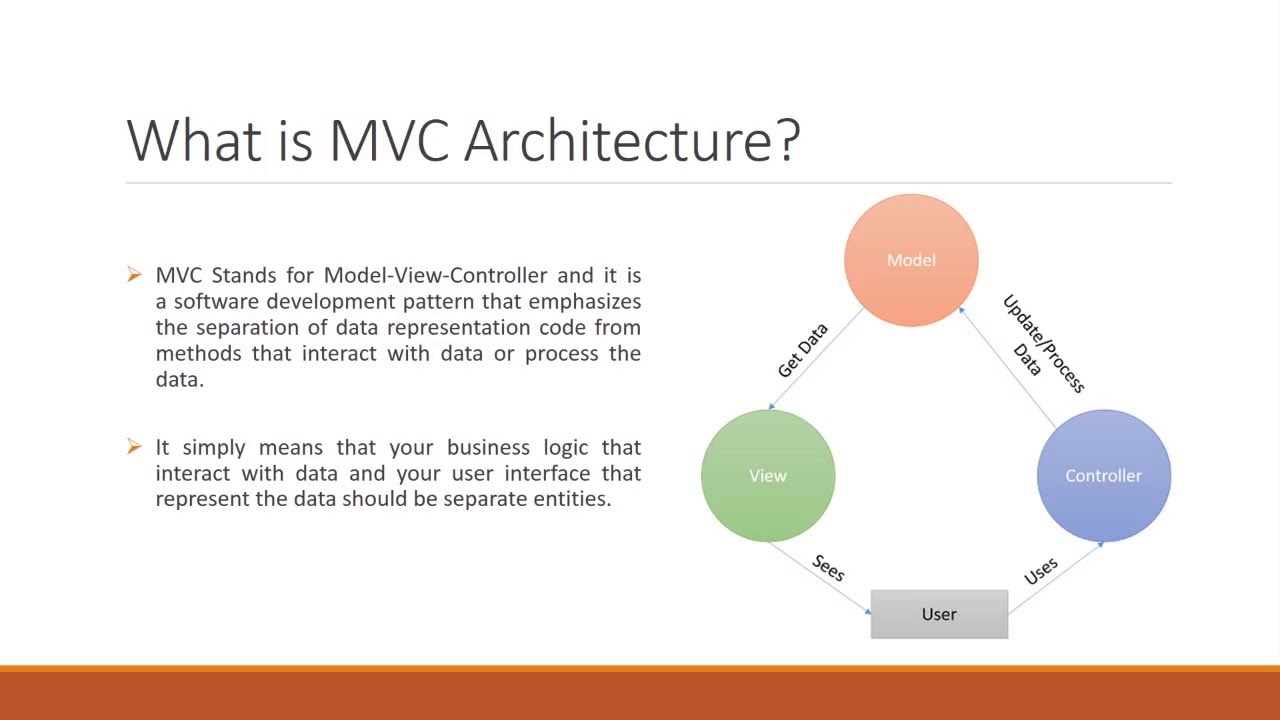 What is MVC Architecture?
MVC Stands for Model-View-Controller and it is
a software development pattern that emphasizes
the separation of data representation code from
methods that interact with data or process the
data.
It simply means that your business logic that
interact with data and your user interface that
represent the data should be separate entities.
Model
Get Data
Update/Process
Data
View
Controller
Sees
Uses
User